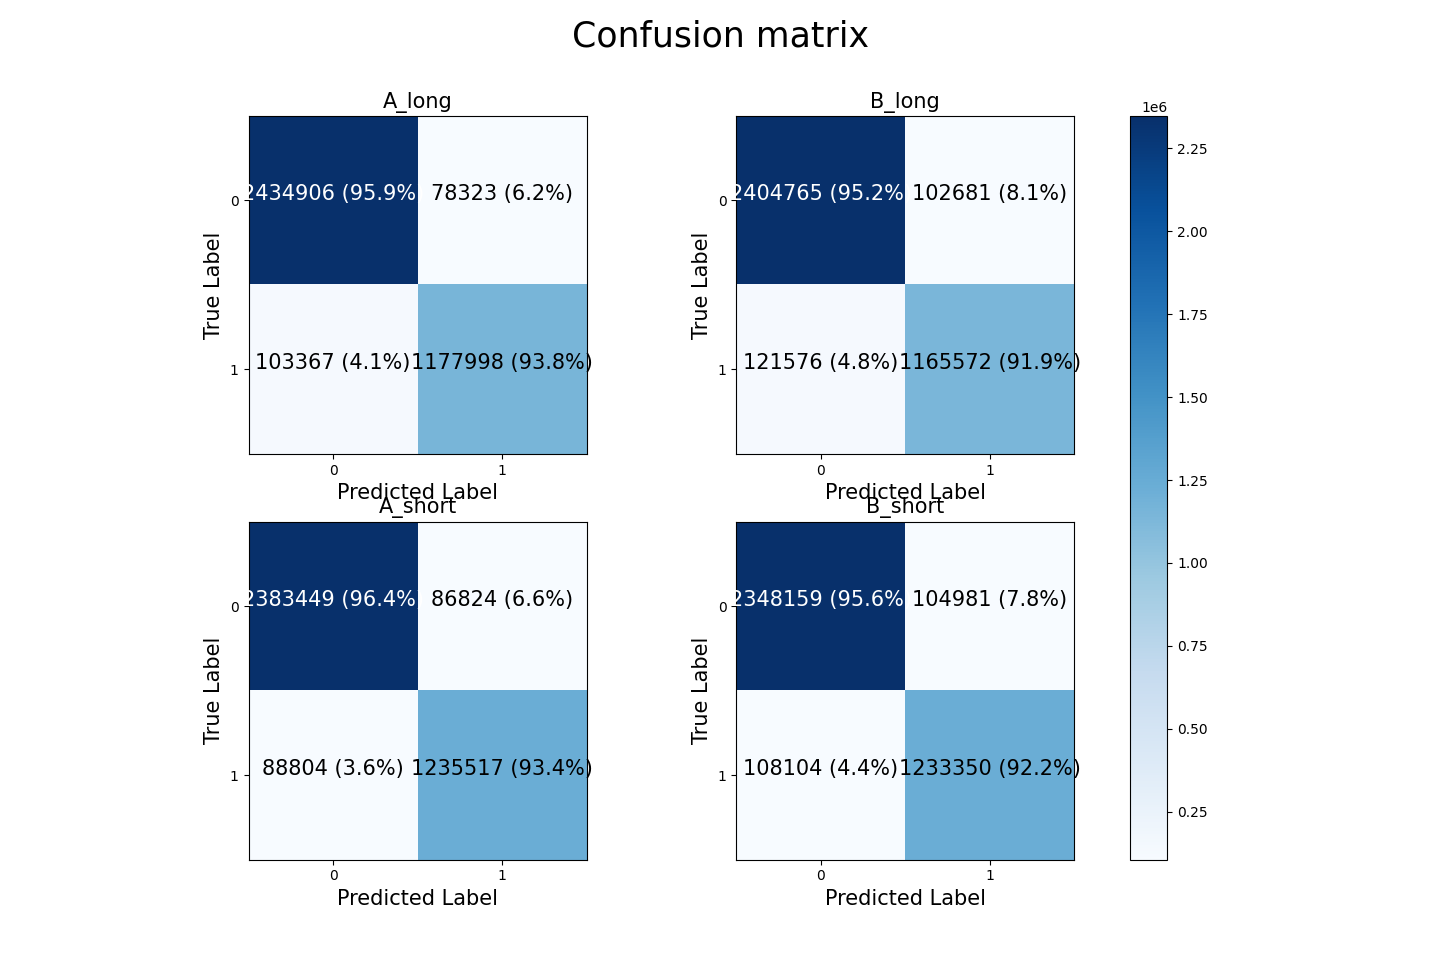 Confusion matrix
A_long
True Label
0
1
2434906 (95.9%
78323 (6.2%)
103367 (4.1%)
1177998 (93.8%)
0
1
Predicted Label
B_long
True Label
0
1
2404765 (95.2%
102681 (8.1%)
121576 (4.8%)
1165572 (91.9%)
0
1
Predicted Label
A_short
True Label
0
1
2383449 (96.4%
86824 (6.6%)
88804 (3.6%)
1235517 (93.4%)
0
1
Predicted Label
B_short
True Label
0
1
2348159 (95.6%
104981 (7.8%)
108104 (4.4%)
1233350 (92.2%)
0
1
Predicted Label
1e6
2.25
2.00
1.75
1.50
1.25
1.00
0.75
0.50
0.25